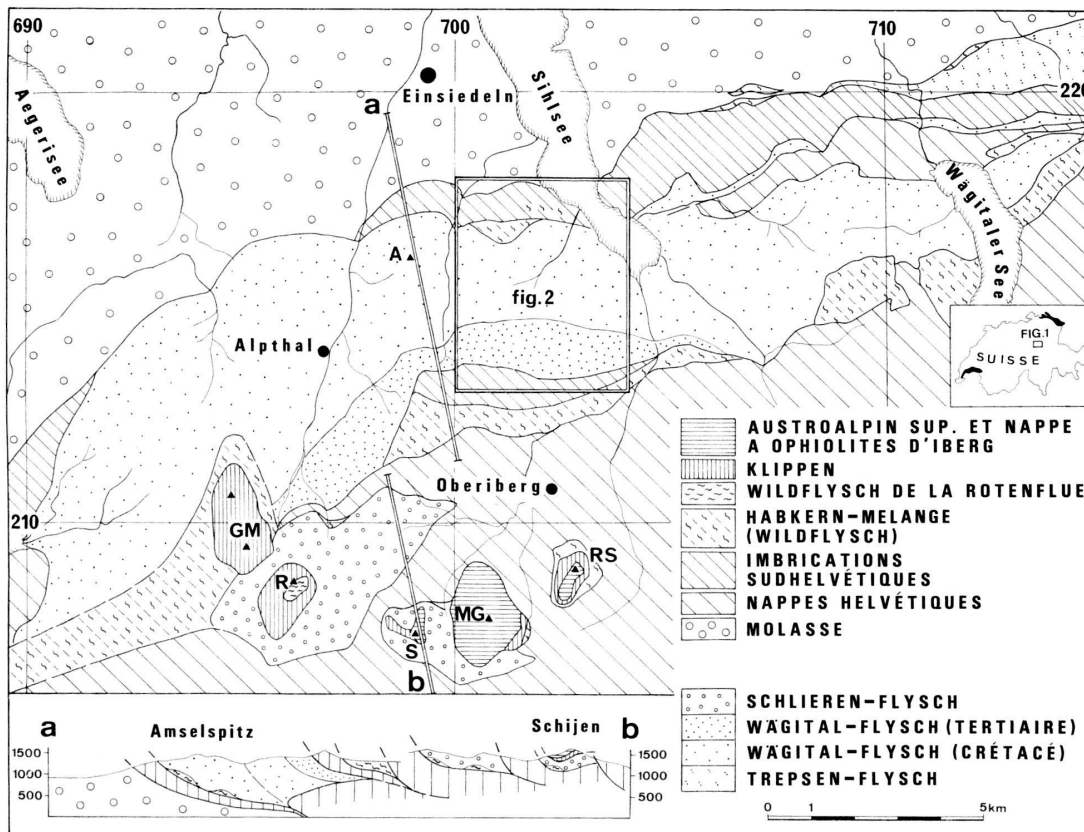 690
700
710
Aegerisee
a
Einsiedeln
Sihlsee
220
Wägitaler See
A
fig.2
Alpthal
FIG.1
SUISSE
Oberiberg
210
GM
R
S
MG
RS
b
AUSTROALPIN SUP. ET NAPPE
A OPHIOLITES D'IBERG
KLIPPEN
WILDFLYSCH DE LA ROTENFLUE
HABKERN-MELANGE
(WILDFLYSCH)
IMBRICATIONS
SUDHELVÉTIQUES
NAPPES HELVÉTIQUES
MOLASSE
SCHLIEREN-FLYSCH
WÄGITAL-FLYSCH (TERTIAIRE)
WÄGITAL-FLYSCH (CRÉTACÉ)
TREPSEN-FLYSCH
0 1 5km
a Amselspitz Schijen b
1500 1500
1000 1000
500 500